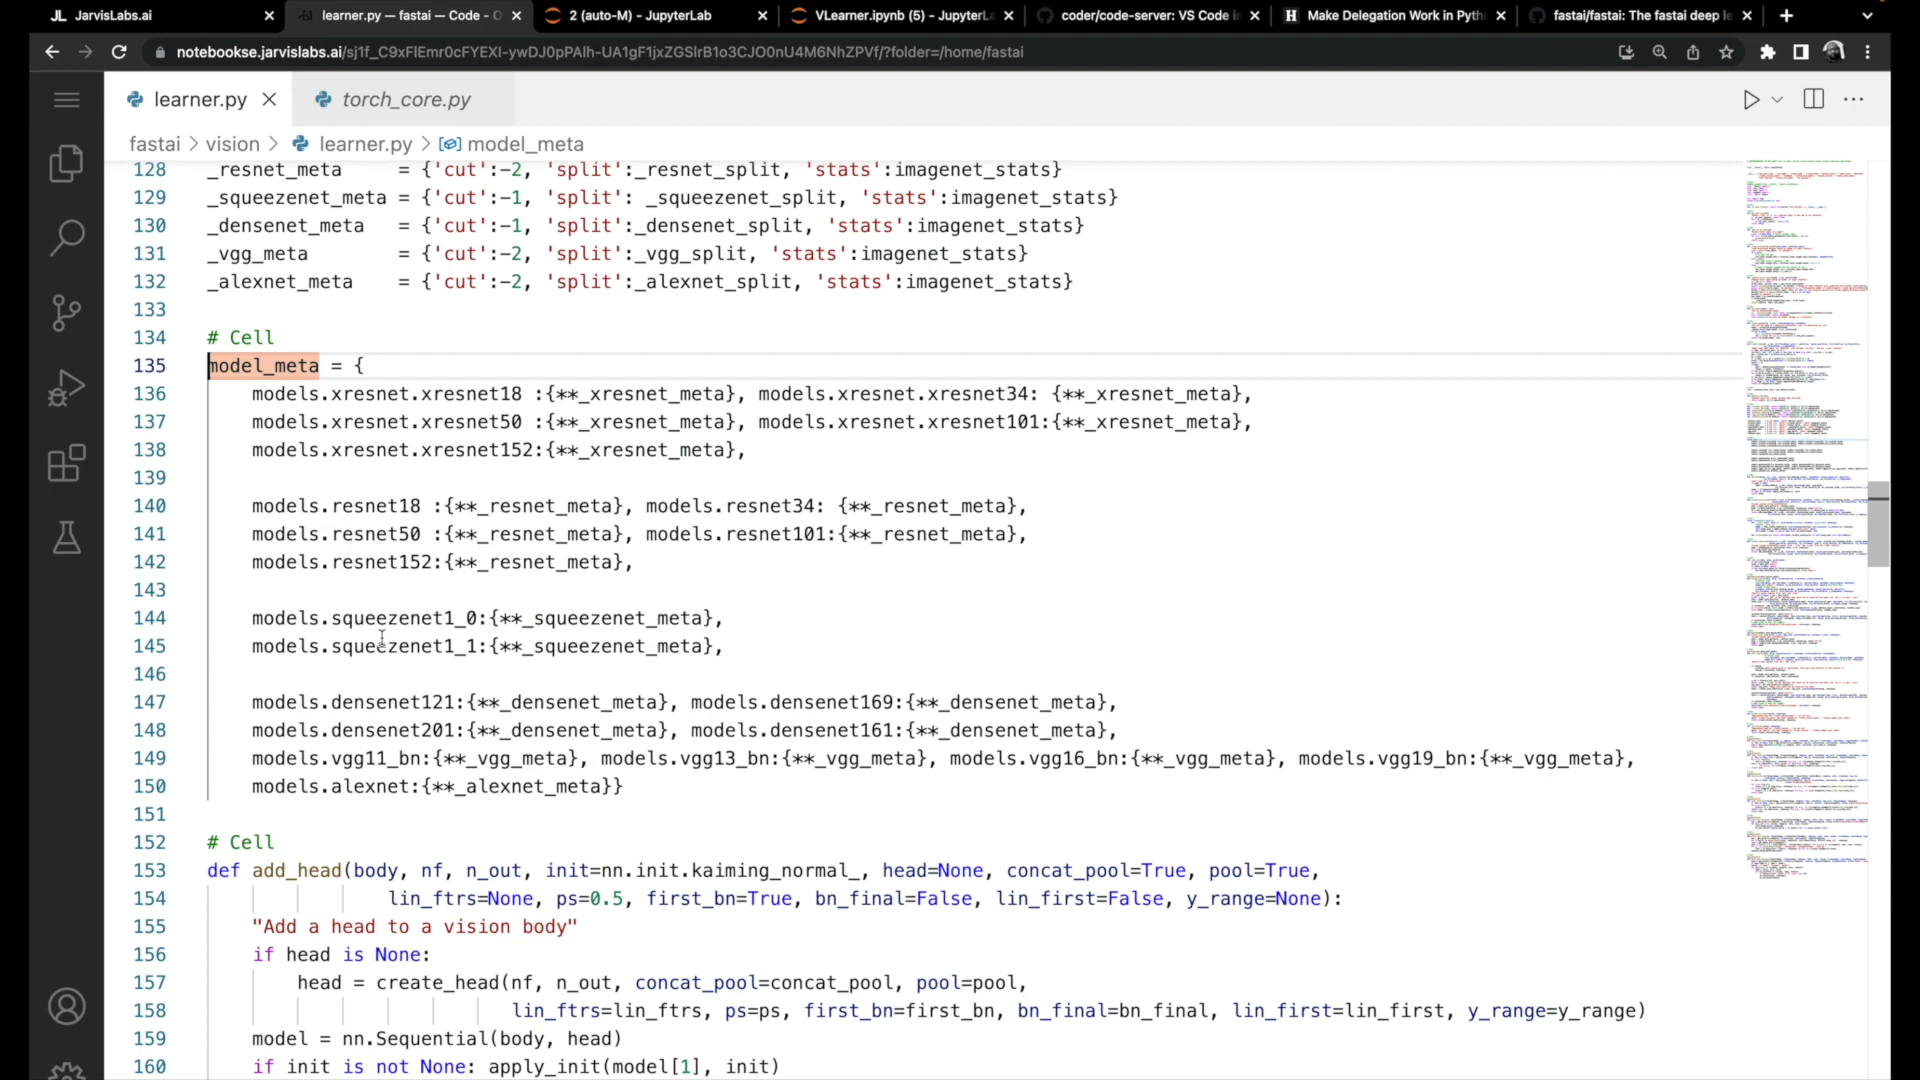 JL JarvisLabs.ai
learner.py — fastai — Code - O
2 (auto-M) - JupyterLab
VLearner.ipynb (5) - JupyterLa
coder/code-server: VS Code in
Make Delegation Work in Pyth
fastai/fastai: The fastai deep le
notebookse.jarvislabs.ai/sj1f_C9xFlEmr0cFYEXI-ywDJ0pPAlh-UA1gF1jxZGSlrB1o3CJO0nU4M6NhZPVf/?folder=/home/fastai
learner.py
torch_core.py
fastai > vision > learner.py > model_meta
128 _resnet_meta     = {'cut':-2, 'split':_resnet_split, 'stats':imagenet_stats}
129 _squeezenet_meta = {'cut':-1, 'split': _squeezenet_split, 'stats':imagenet_stats}
130 _densenet_meta   = {'cut':-1, 'split':_densenet_split, 'stats':imagenet_stats}
131 _vgg_meta        = {'cut':-2, 'split':_vgg_split, 'stats':imagenet_stats}
132 _alexnet_meta    = {'cut':-2, 'split':_alexnet_split, 'stats':imagenet_stats}
133
134 # Cell
135 model_meta = {
136     models.xresnet.xresnet18 :{**_xresnet_meta}, models.xresnet.xresnet34: {**_xresnet_meta},
137     models.xresnet.xresnet50 :{**_xresnet_meta}, models.xresnet.xresnet101:{**_xresnet_meta},
138     models.xresnet.xresnet152:{**_xresnet_meta},
139
140     models.resnet18 :{**_resnet_meta}, models.resnet34: {**_resnet_meta},
141     models.resnet50 :{**_resnet_meta}, models.resnet101:{**_resnet_meta},
142     models.resnet152:{**_resnet_meta},
143
144     models.squeezenet1_0:{**_squeezenet_meta},
145     models.squeezenet1_1:{**_squeezenet_meta},
146
147     models.densenet121:{**_densenet_meta}, models.densenet169:{**_densenet_meta},
148     models.densenet201:{**_densenet_meta}, models.densenet161:{**_densenet_meta},
149     models.vgg11_bn:{**_vgg_meta}, models.vgg13_bn:{**_vgg_meta}, models.vgg16_bn:{**_vgg_meta}, models.vgg19_bn:{**_vgg_meta},
150     models.alexnet:{**_alexnet_meta}}
151
152 # Cell
153 def add_head(body, nf, n_out, init=nn.init.kaiming_normal_, head=None, concat_pool=True, pool=True,
154                 lin_ftrs=None, ps=0.5, first_bn=True, bn_final=False, lin_first=False, y_range=None):
155     "Add a head to a vision body"
156     if head is None:
157         head = create_head(nf, n_out, concat_pool=concat_pool, pool=pool,
158                            lin_ftrs=lin_ftrs, ps=ps, first_bn=first_bn, bn_final=bn_final, lin_first=lin_first, y_range=y_range)
159     model = nn.Sequential(body, head)
160     if init is not None: apply_init(model[1], init)